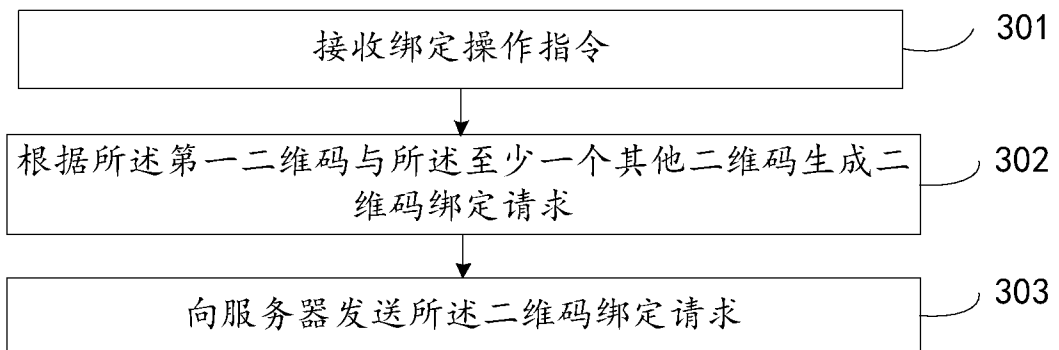 接收绑定操作指令
301
根据所述第一二维码与所述至少一个其他二维码生成二
维码绑定请求
302
向服务器发送所述二维码绑定请求
303